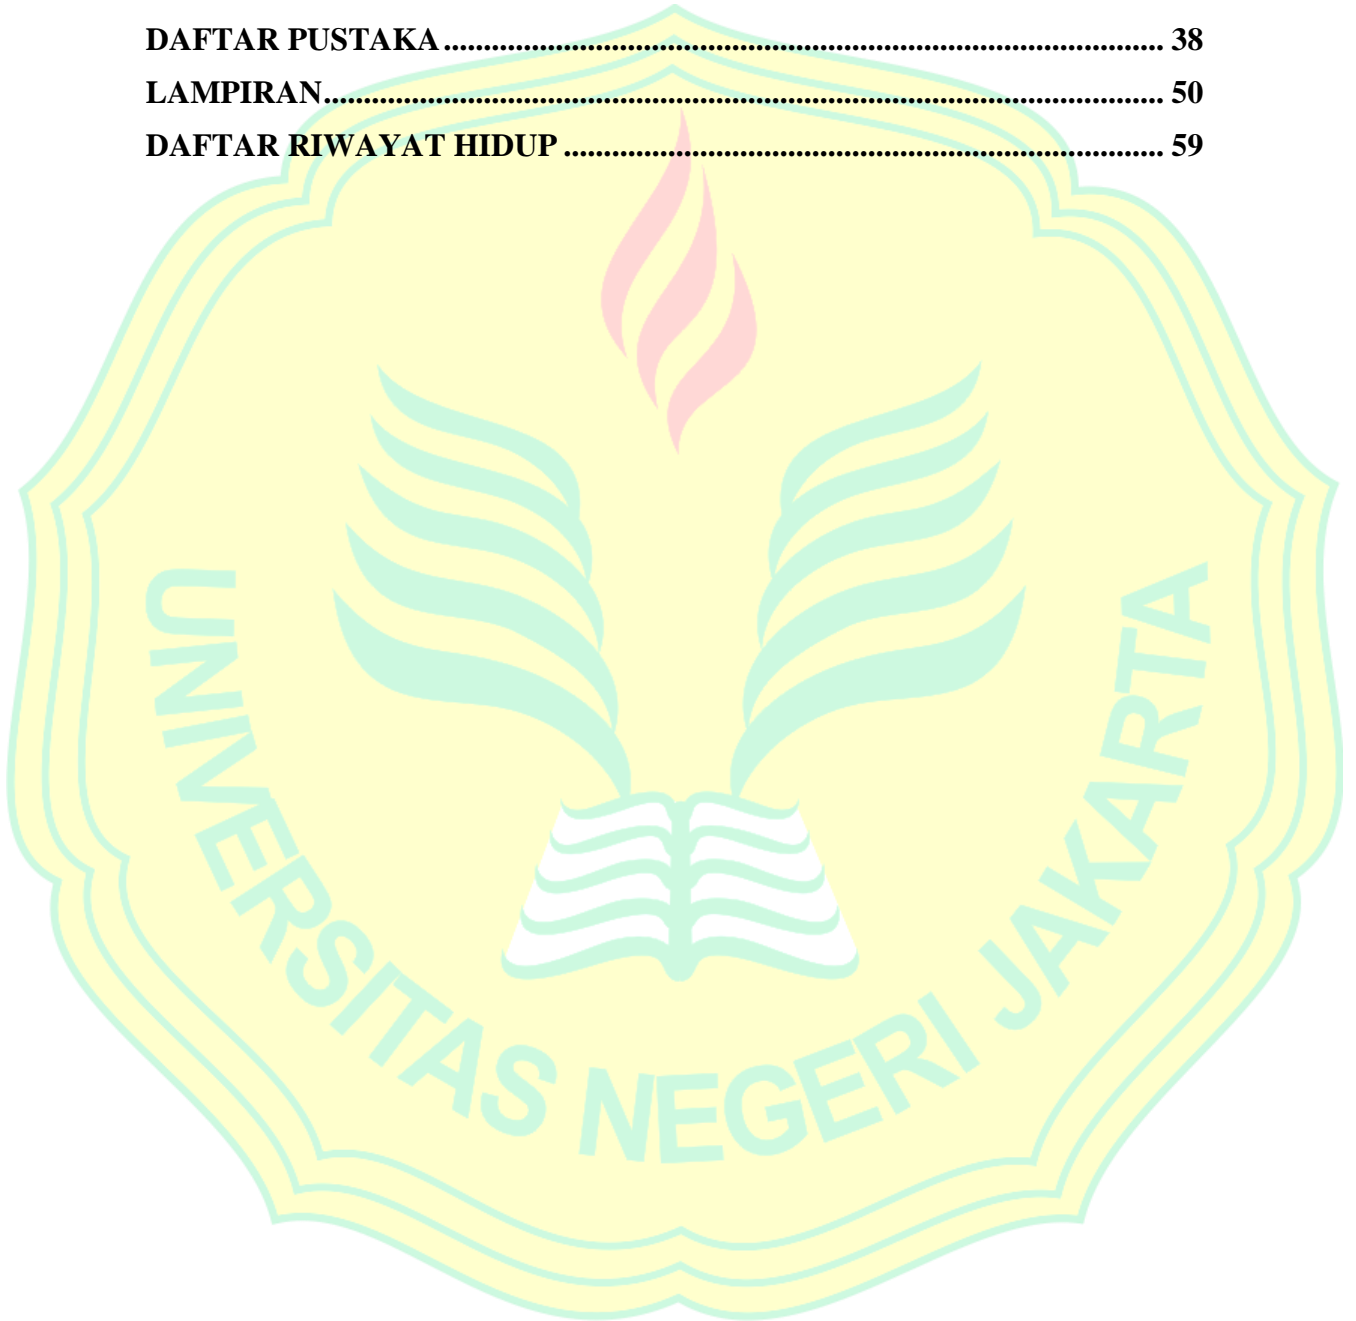 DAFTAR PUSTAKA............................................................................................ 38
LAMPIRAN........................................................................................................... 50
DAFTAR RIWAYAT HIDUP ............................................................................ 59
UNIVERSITAS NEGERI JAKARTA